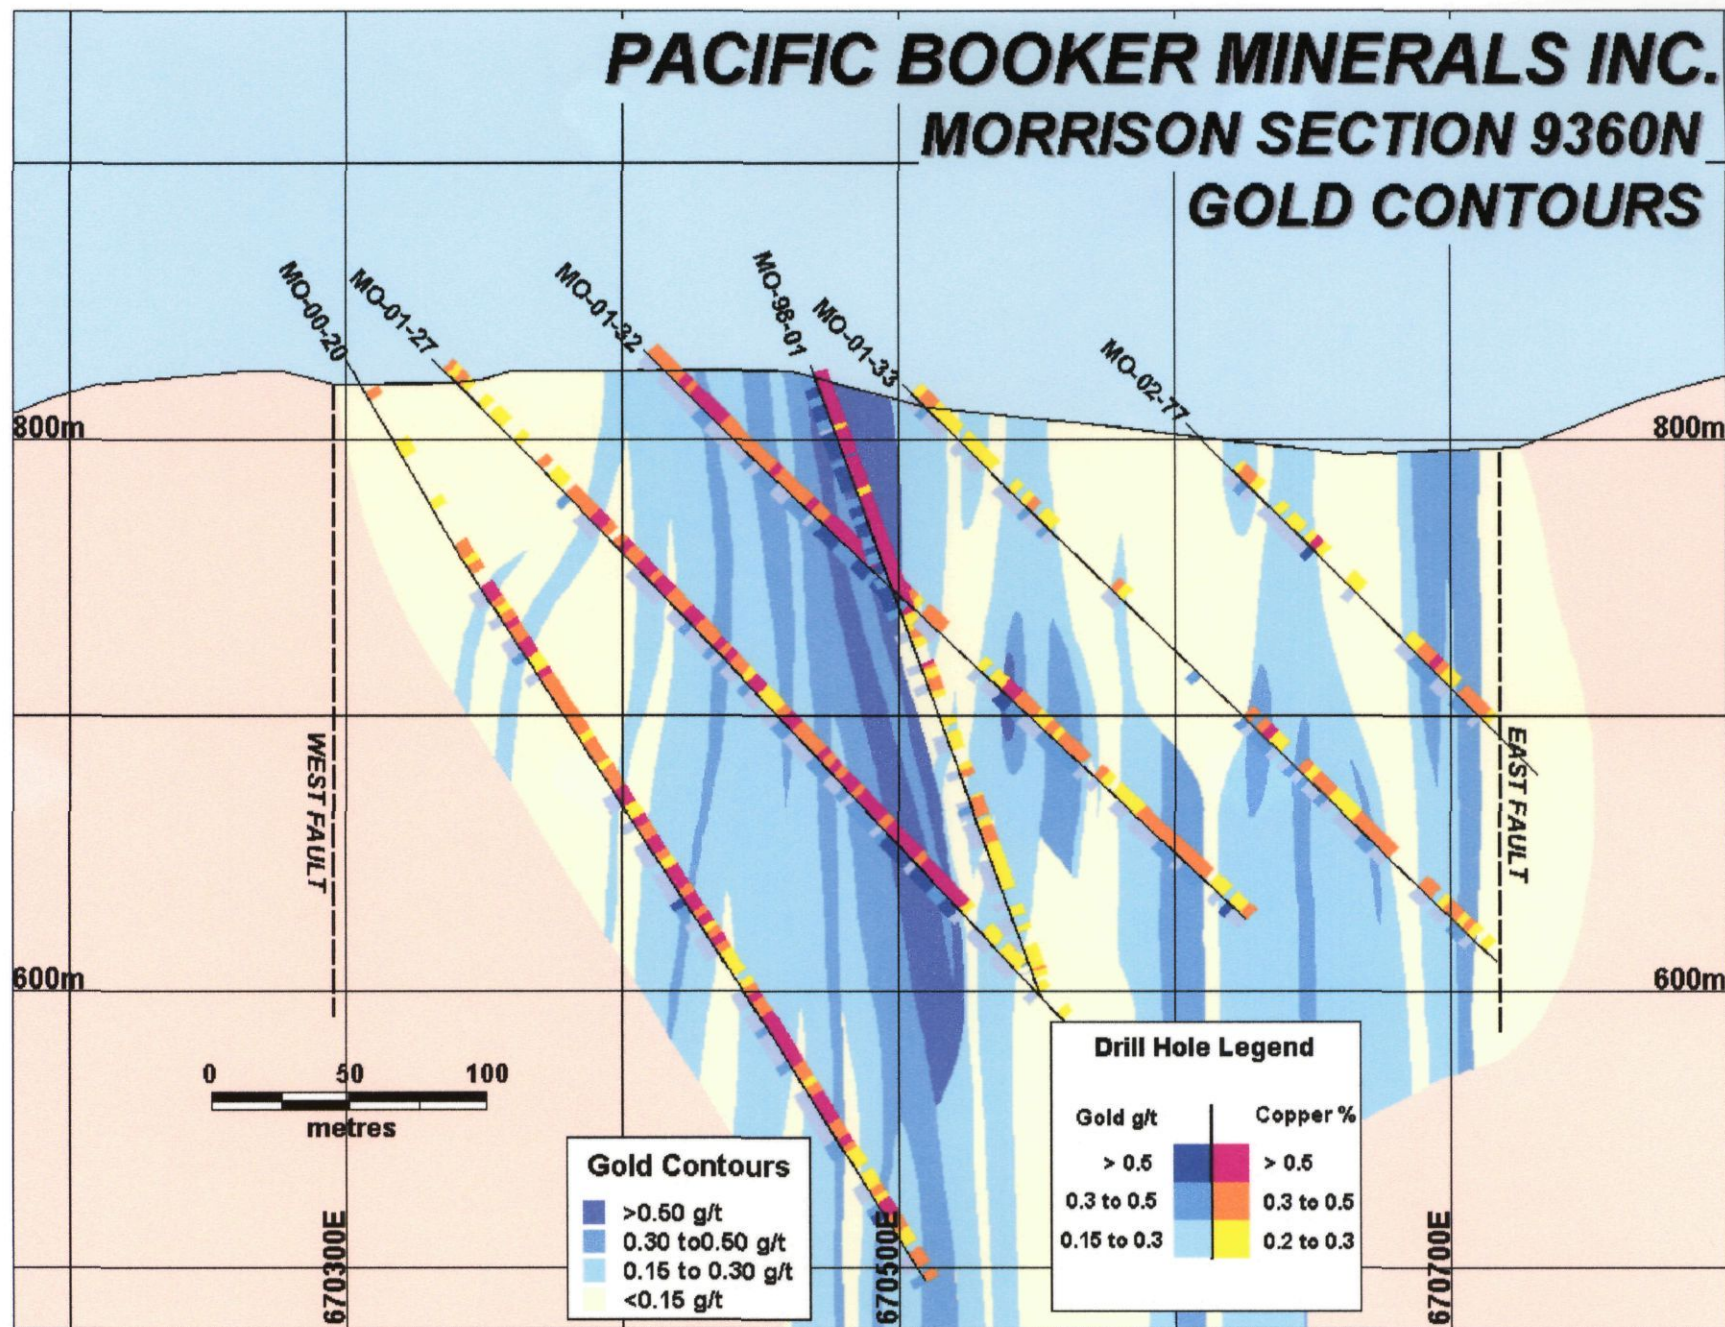 PACIFIC BOOKER MINERALS INC.
MORRISON SECTION 9360N
GOLD CONTOURS
MO-00-20
MO-01-27
MO-01-32
MO-98-01
MO-01-33
MO-02-77
800m
800m
WEST FAULT
EAST FAULT
600m
600m
0 50 100
metres
Gold Contours
>0.50 g/t
0.30 to0.50 g/t
0.15 to 0.30 g/t
<0.15 g/t
Drill Hole Legend
Gold g/t Copper %
> 0.5 > 0.5
0.3 to 0.5 0.3 to 0.5
0.15 to 0.3 0.2 to 0.3
670300E
670500E
670700E